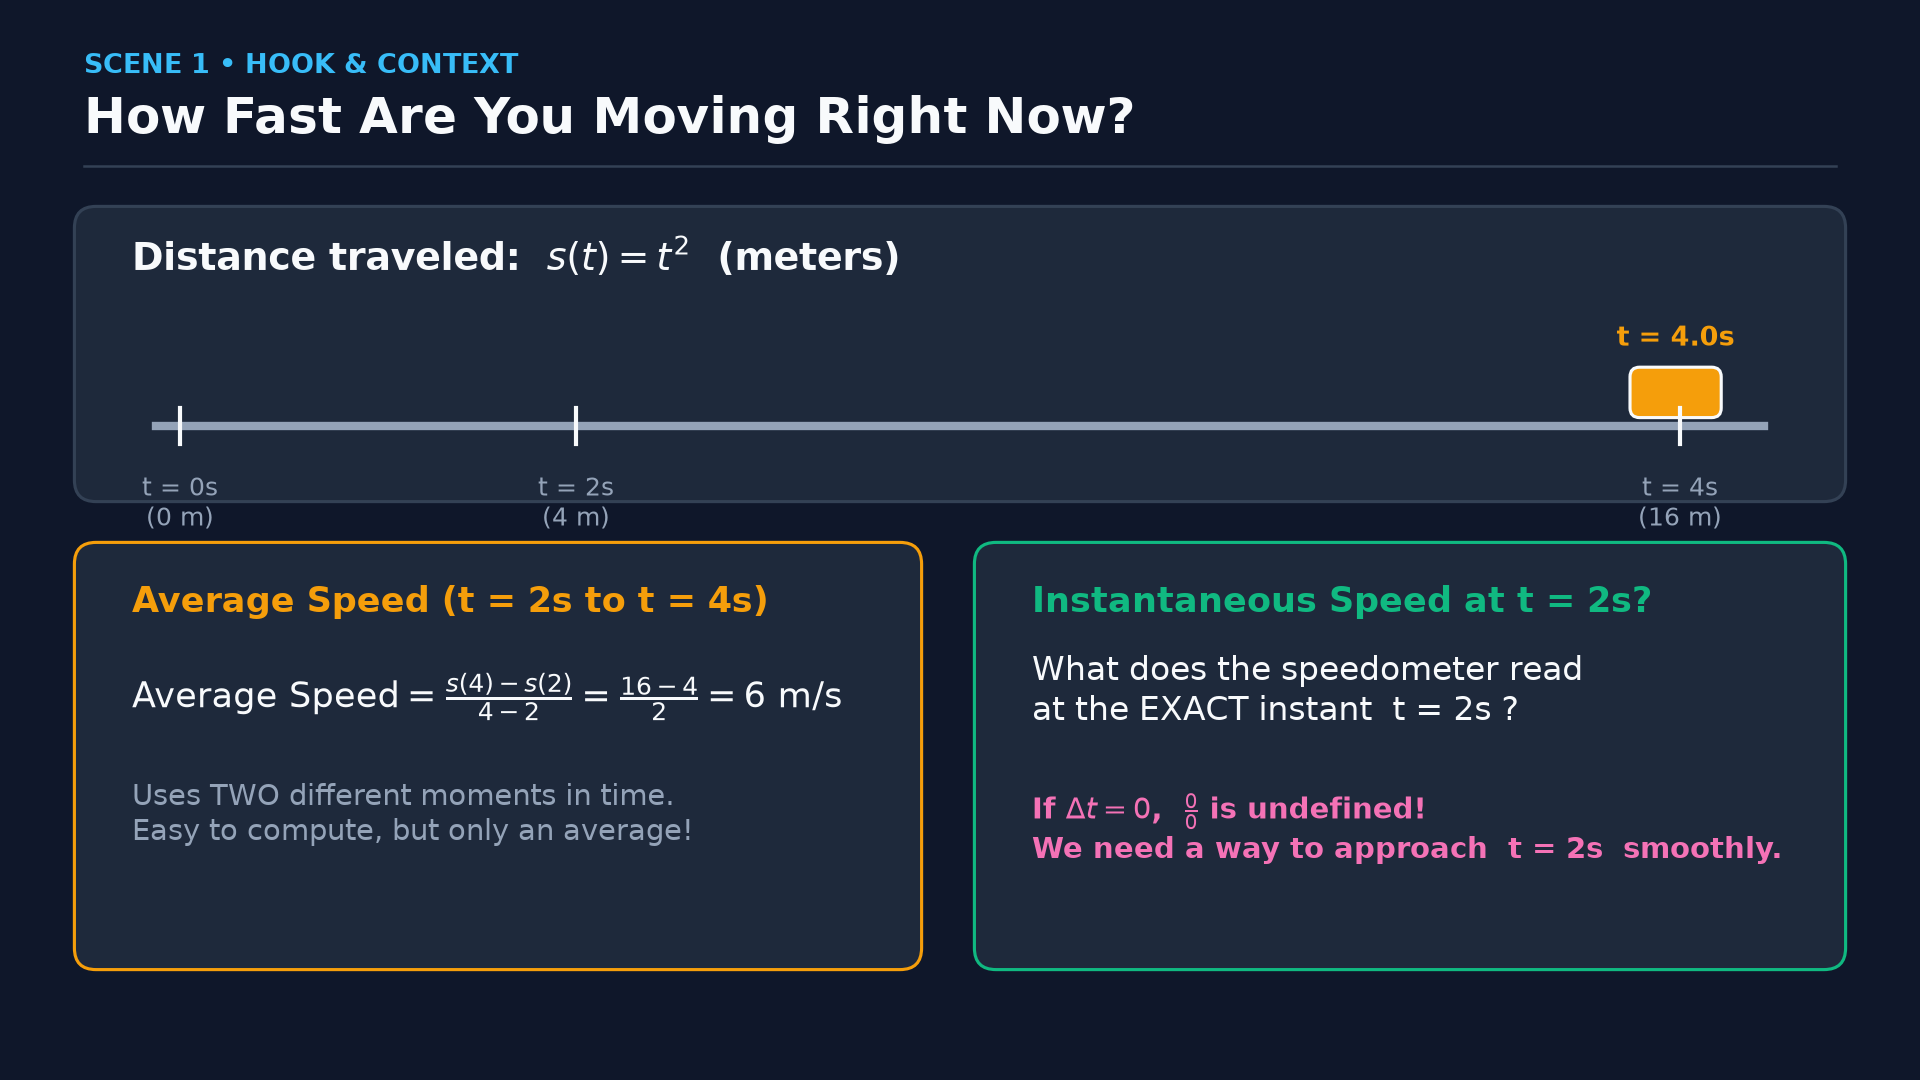 SCENE 1 • HOOK & CONTEXT
How Fast Are You Moving Right Now?
Distance traveled: s(t) = t² (meters)
t = 4.0s
t = 0s
(0 m)
t = 2s
(4 m)
t = 4s
(16 m)
Average Speed (t = 2s to t = 4s)
Average Speed = \frac{s(4) − s(2)}{4 − 2} = \frac{16 − 4}{2} = 6 m/s
Uses TWO different moments in time.
Easy to compute, but only an average!
Instantaneous Speed at t = 2s?
What does the speedometer read
at the EXACT instant t = 2s ?
If Δt = 0, \frac{0}{0} is undefined!
We need a way to approach t = 2s smoothly.